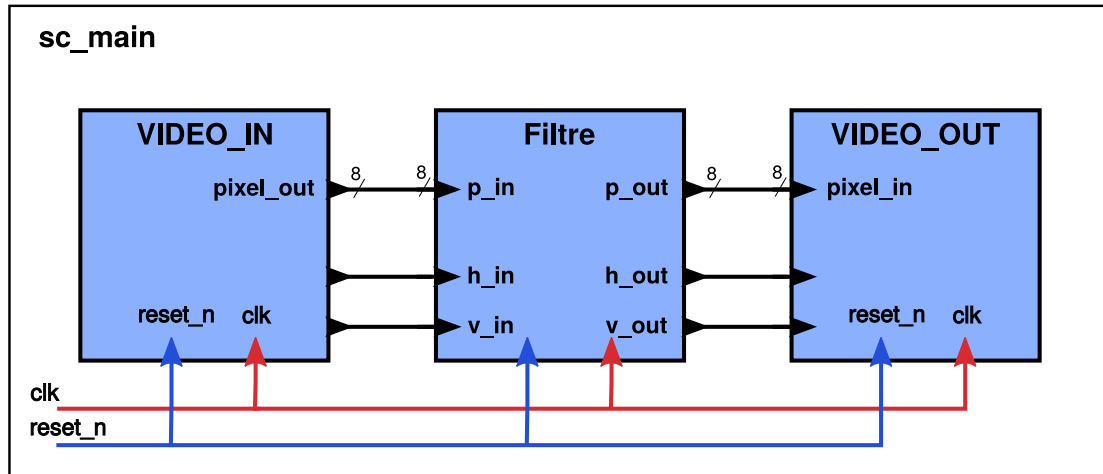 sc_main
VIDEO_IN
Filtre
VIDEO_OUT
pixel_out
8
8
p_in
p_out
8
8
pixel_in
h_in
h_out
reset_n
clk
v_in
v_out
reset_n
clk
clk
reset_n